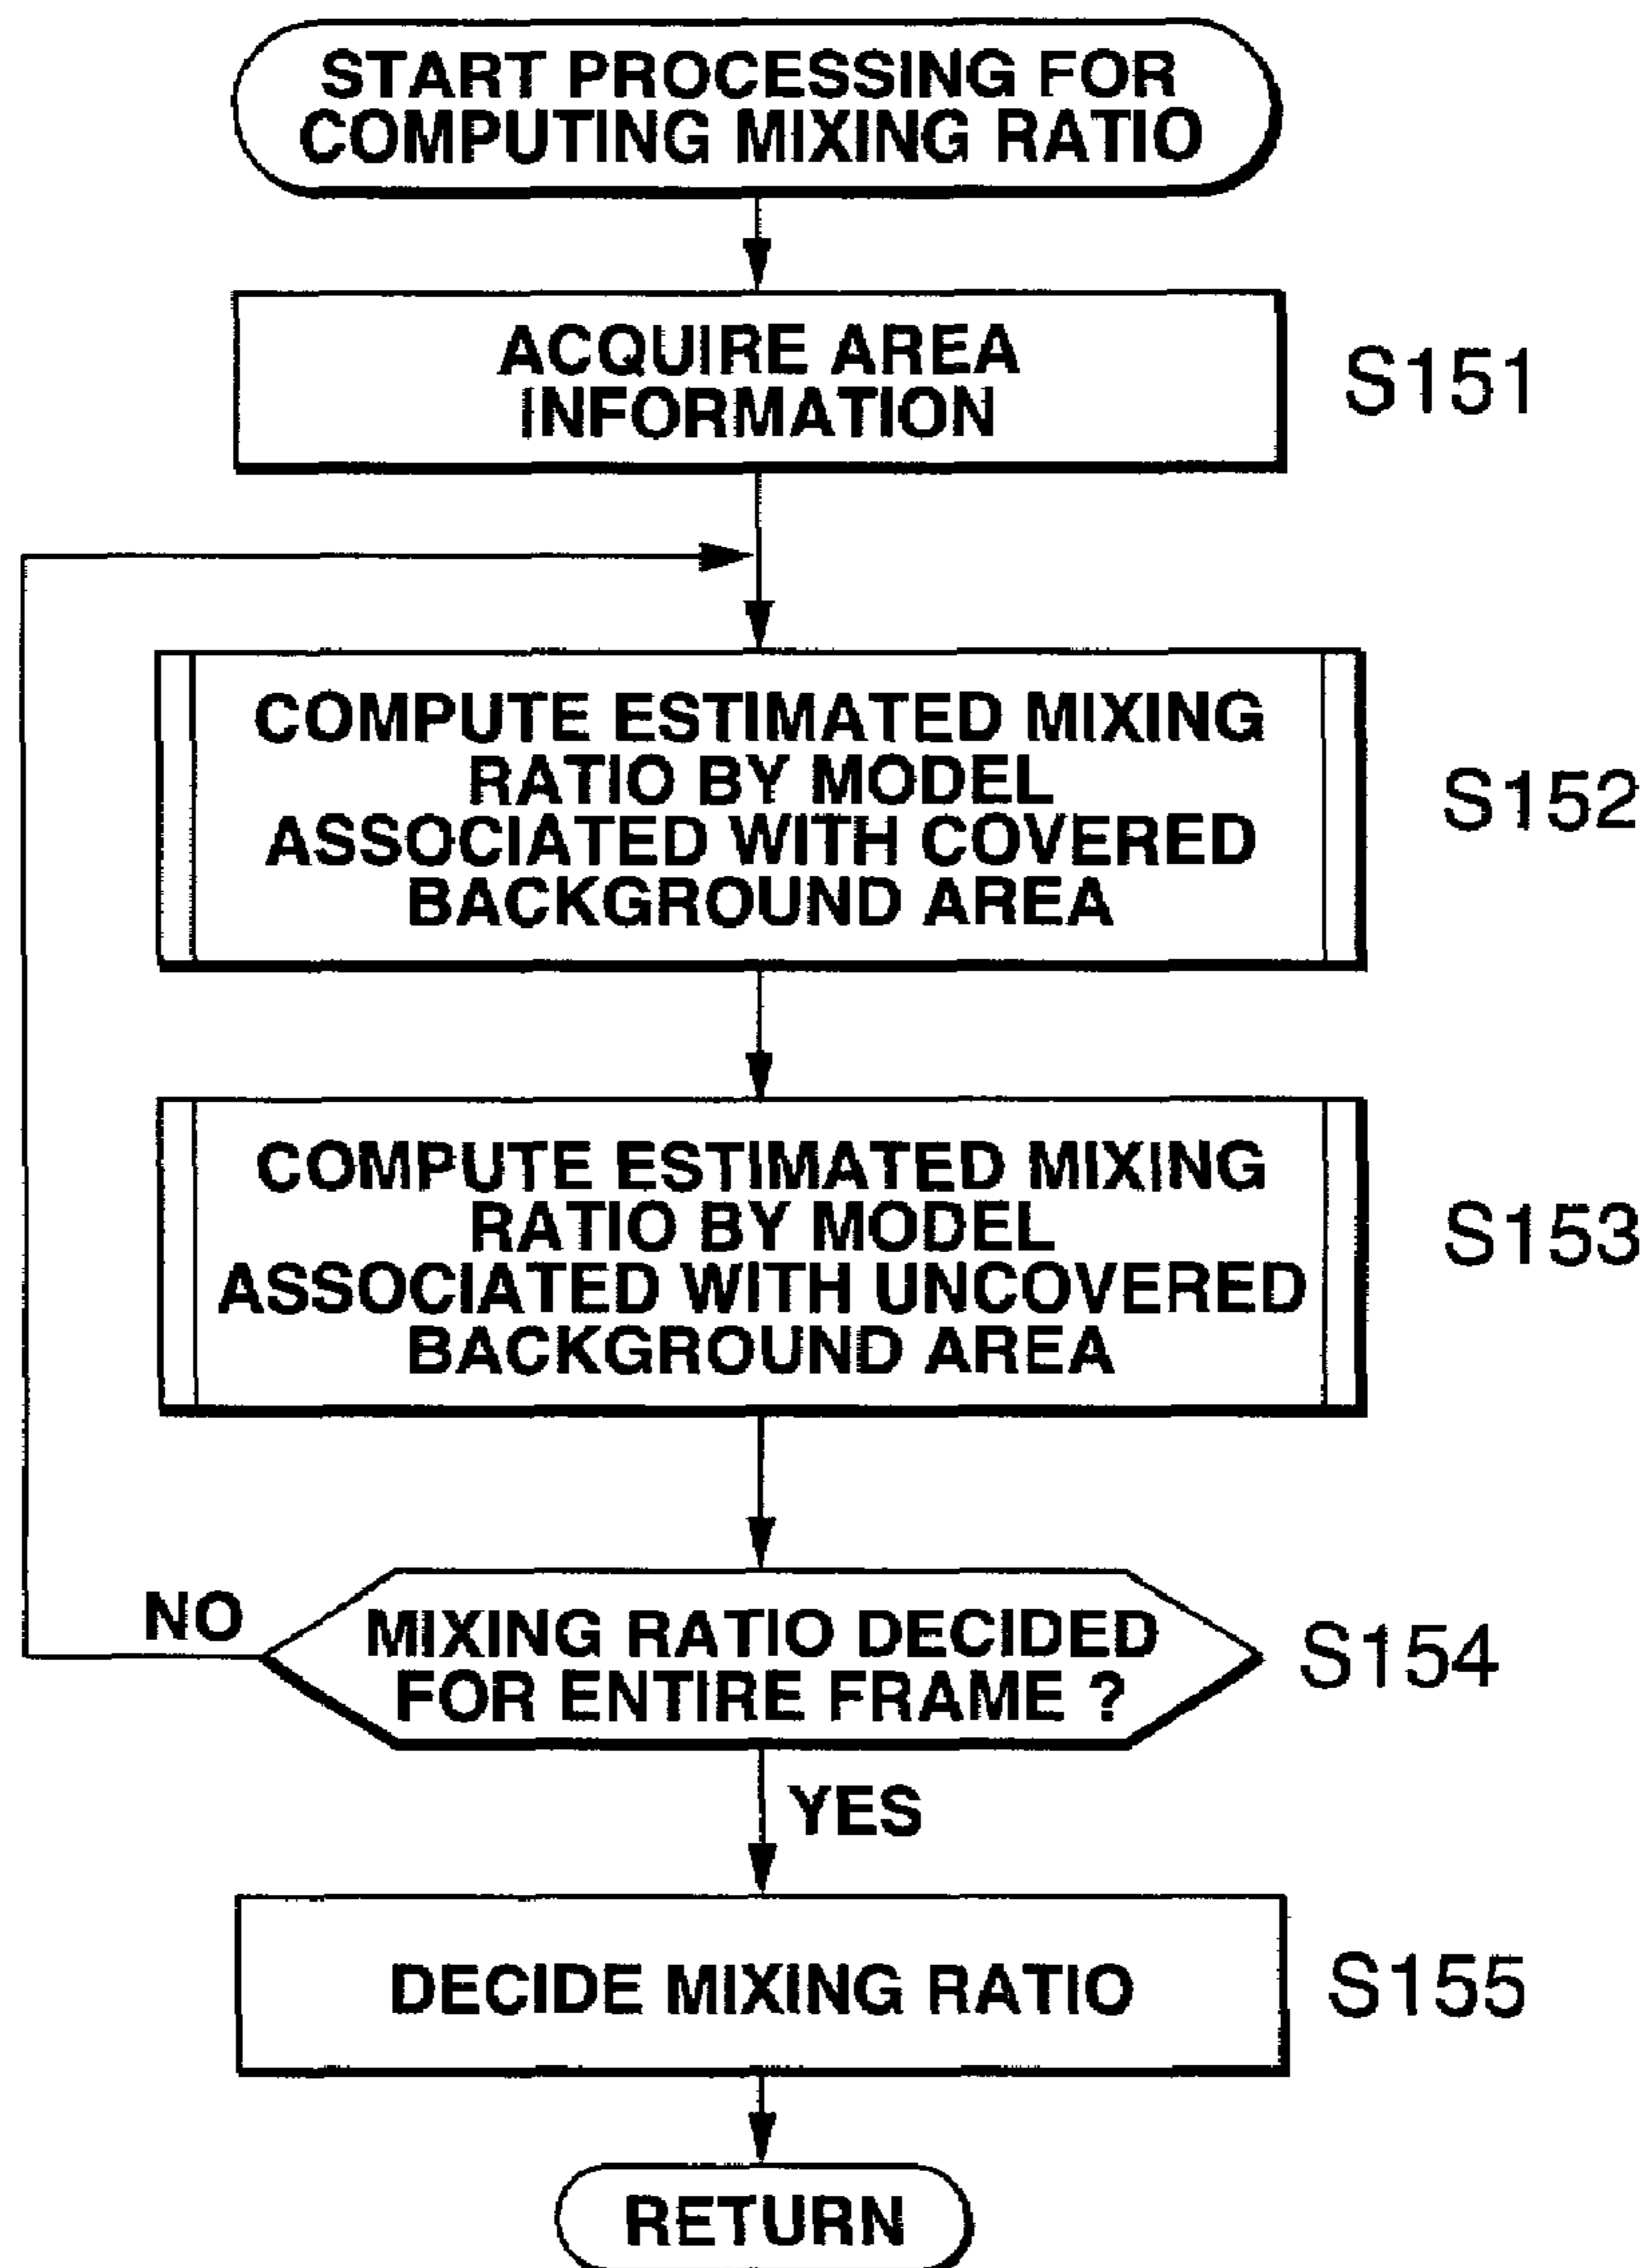 START PROCESSING FOR
COMPUTING MIXING RATIO
ACQUIRE AREA
INFORMATION
S151
COMPUTE ESTIMATED MIXING
RATIO BY MODEL
ASSOCIATED WITH COVERED
BACKGROUND AREA
S152
COMPUTE ESTIMATED MIXING
RATIO BY MODEL
ASSOCIATED WITH UNCOVERED
BACKGROUND AREA
S153
NO
MIXING RATIO DECIDED
FOR ENTIRE FRAME ?
S154
YES
DECIDE MIXING RATIO
S155
RETURN